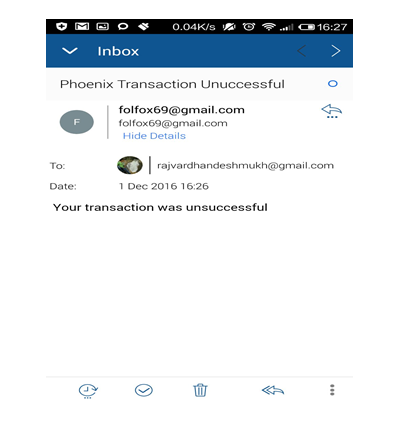 0.04K/s 16:27
Inbox
Phoenix Transaction Unuccessful
F
folfox69@gmail.com
folfox69@gmail.com
Hide Details
To: rajvardhandeshmukh@gmail.com
Date: 1 Dec 2016 16:26
Your transaction was unsuccessful